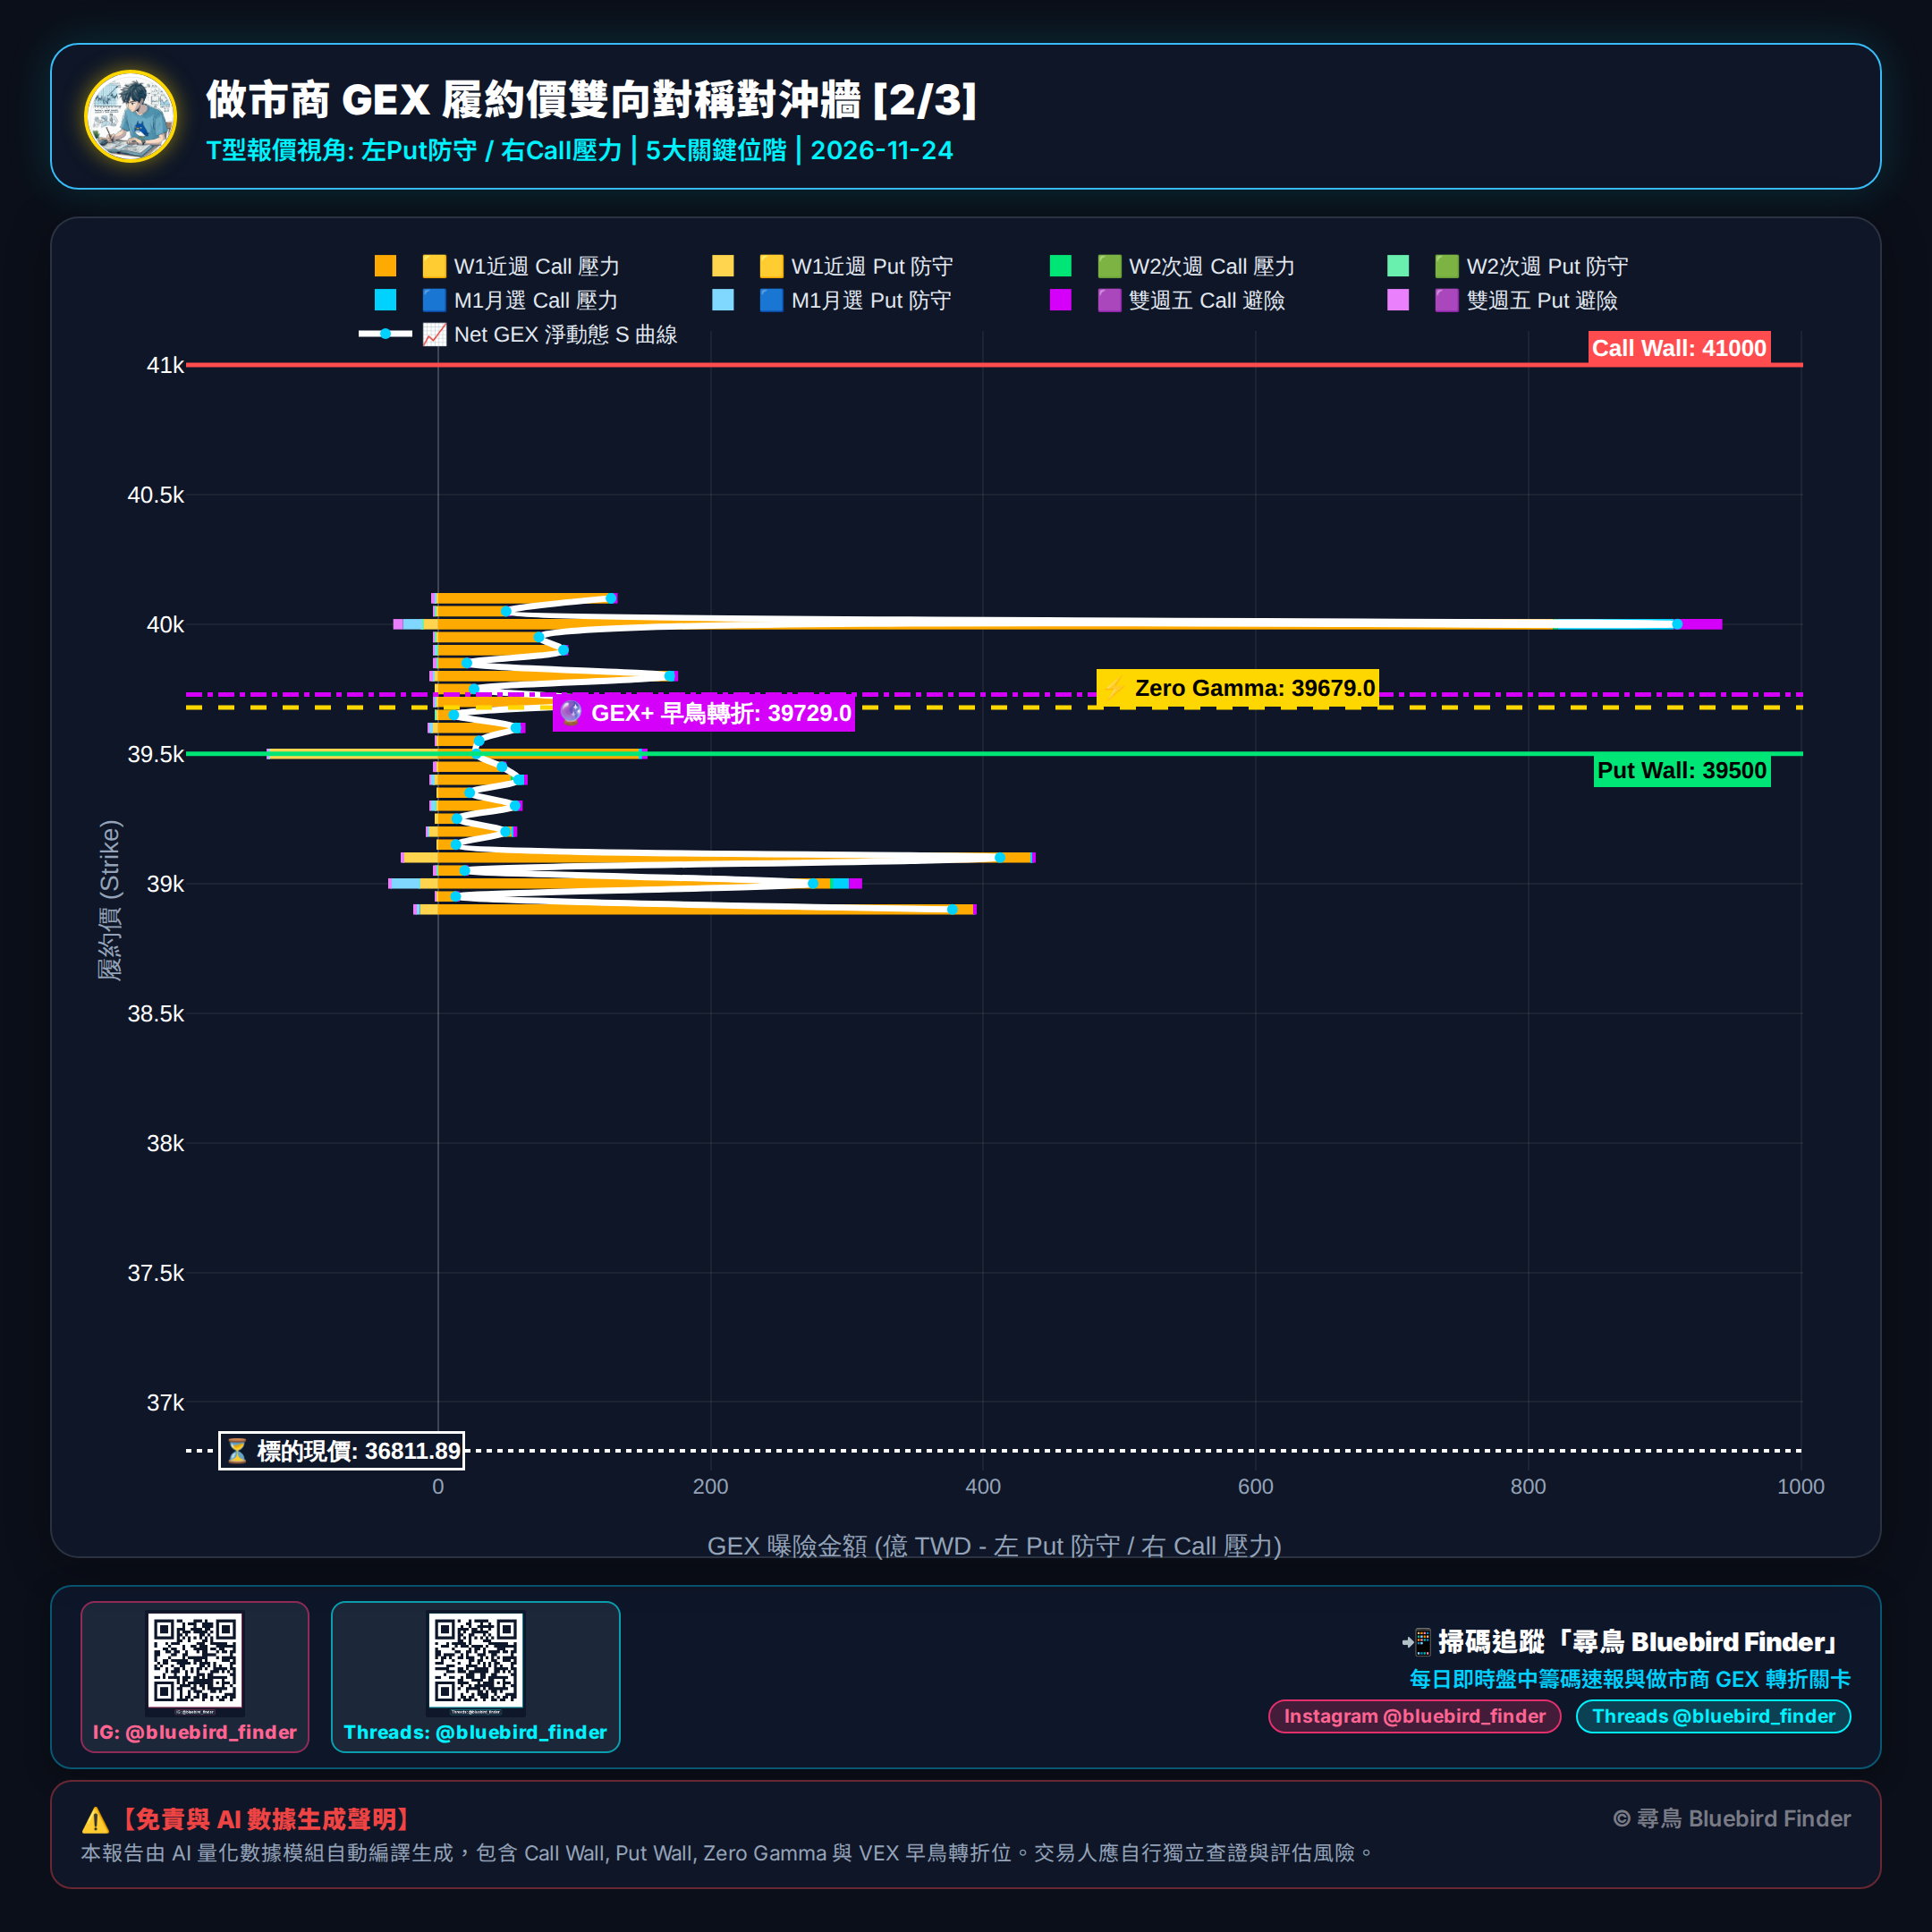 做市商 GEX 履約價雙向對稱對沖牆 [2/3]
T型報價視角: 左Put防守 / 右Call壓力 | 5大關鍵位階 | 2026-11-24
W1近週 Call 壓力
W1近週 Put 防守
W2次週 Call 壓力
W2次週 Put 防守
M1月選 Call 壓力
M1月選 Put 防守
雙週五 Call 避險
雙週五 Put 避險
Net GEX 淨動態 S 曲線
Call Wall: 41000
41k
40.5k
40k
Zero Gamma: 39679.0
GEX+ 早鳥轉折: 39729.0
39.5k
Put Wall: 39500
履約價 (Strike)
39k
38.5k
38k
37.5k
37k
標的現價: 36811.89
0
200
400
600
800
1000
GEX 曝險金額 (億 TWD - 左 Put 防守 / 右 Call 壓力)
IG: @bluebird_finder
Threads: @bluebird_finder
IG: @bluebird_finder
Threads: @bluebird_finder
掃碼追蹤「尋鳥 Bluebird Finder」
每日即時盤中籌碼速報與做市商 GEX 轉折關卡
Instagram @bluebird_finder
Threads @bluebird_finder
【免責與 AI 數據生成聲明】
© 尋鳥 Bluebird Finder
本報告由 AI 量化數據模組自動編譯生成，包含 Call Wall, Put Wall, Zero Gamma 與 VEX 早鳥轉折位。交易人應自行獨立查證與評估風險。